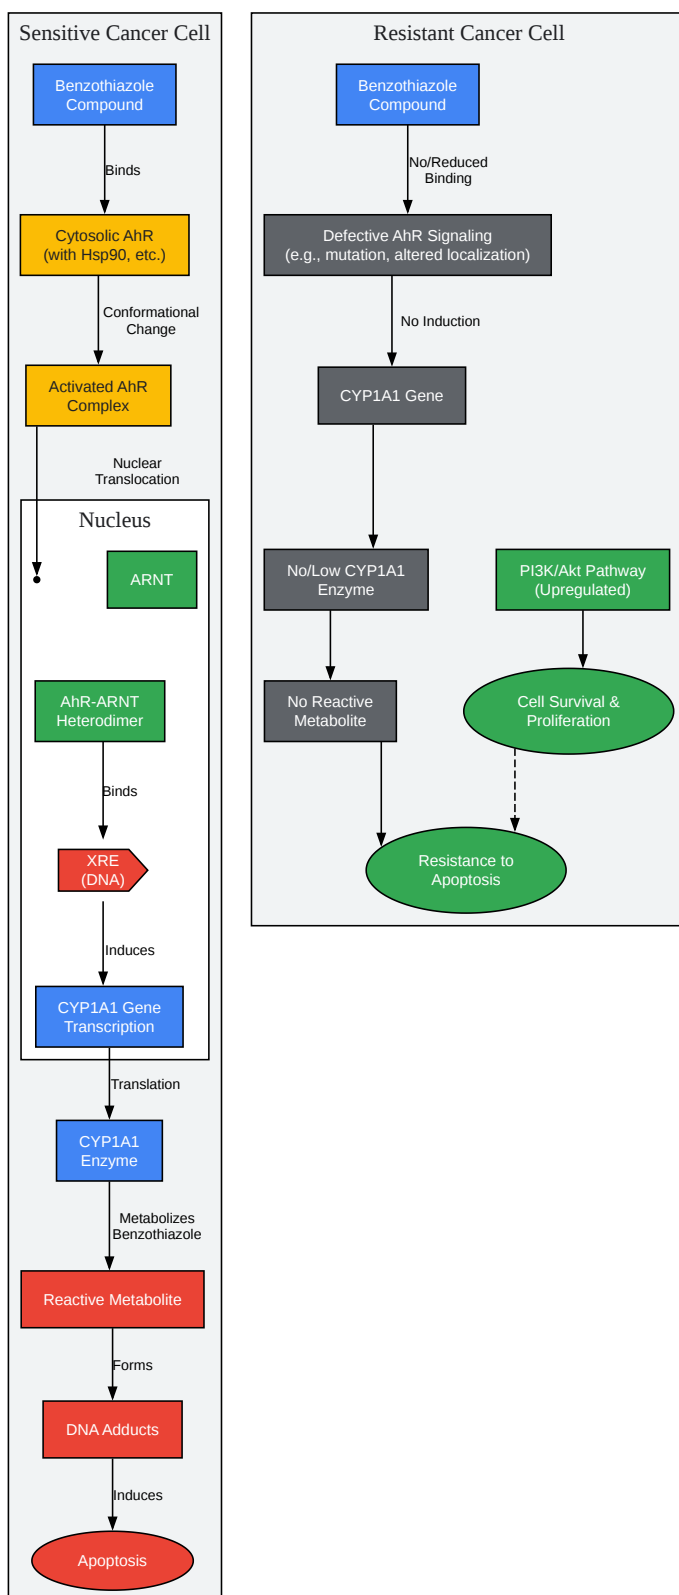 Sensitive Cancer Cell
Benzothiazole
Compound
Binds
Cytosolic AhR
(with Hsp90, etc.)
Conformational
Change
Activated AhR
Complex
Nuclear
Translocation
Nucleus
ARNT
AhR-ARNT
Heterodimer
Binds
XRE
(DNA)
Induces
CYP1A1 Gene
Transcription
Translation
CYP1A1
Enzyme
Metabolizes
Benzothiazole
Reactive Metabolite
Forms
DNA Adducts
Induces
Apoptosis
Resistant Cancer Cell
Benzothiazole
Compound
No/Reduced
Binding
Defective AhR Signaling
(e.g., mutation, altered localization)
No Induction
CYP1A1 Gene
No/Low CYP1A1
Enzyme
No Reactive
Metabolite
PI3K/Akt Pathway
(Upregulated)
Cell Survival &
Proliferation
Resistance to
Apoptosis